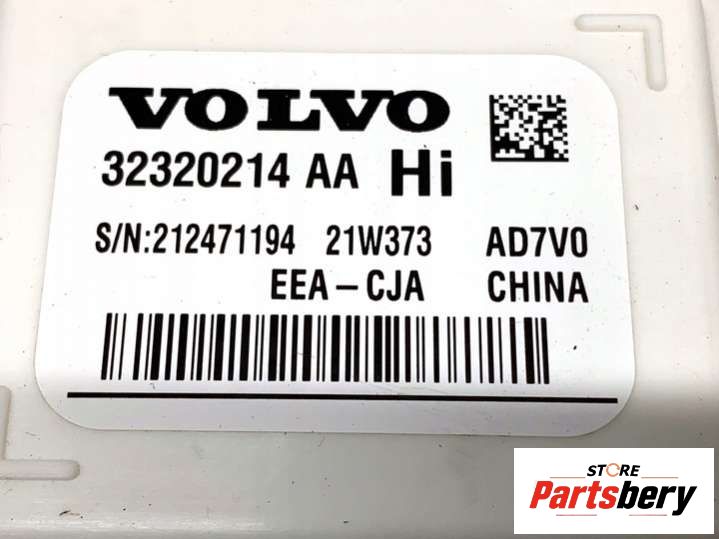 VOLVO
32320214 AA Hi
S/N:212471194 21W373 AD7V0
EEA-CJA CHINA
STORE
Partsbery